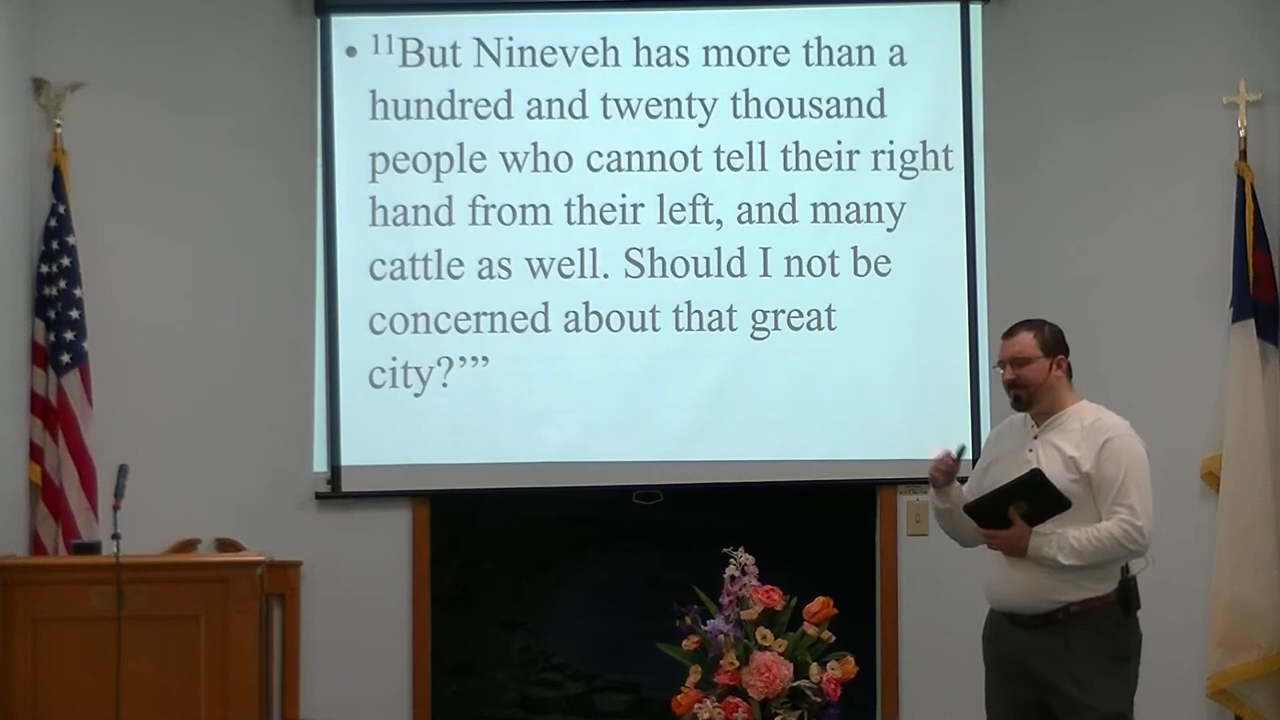 • ¹¹But Nineveh has more than a
hundred and twenty thousand
people who cannot tell their right
hand from their left, and many
cattle as well. Should I not be
concerned about that great
city?’”